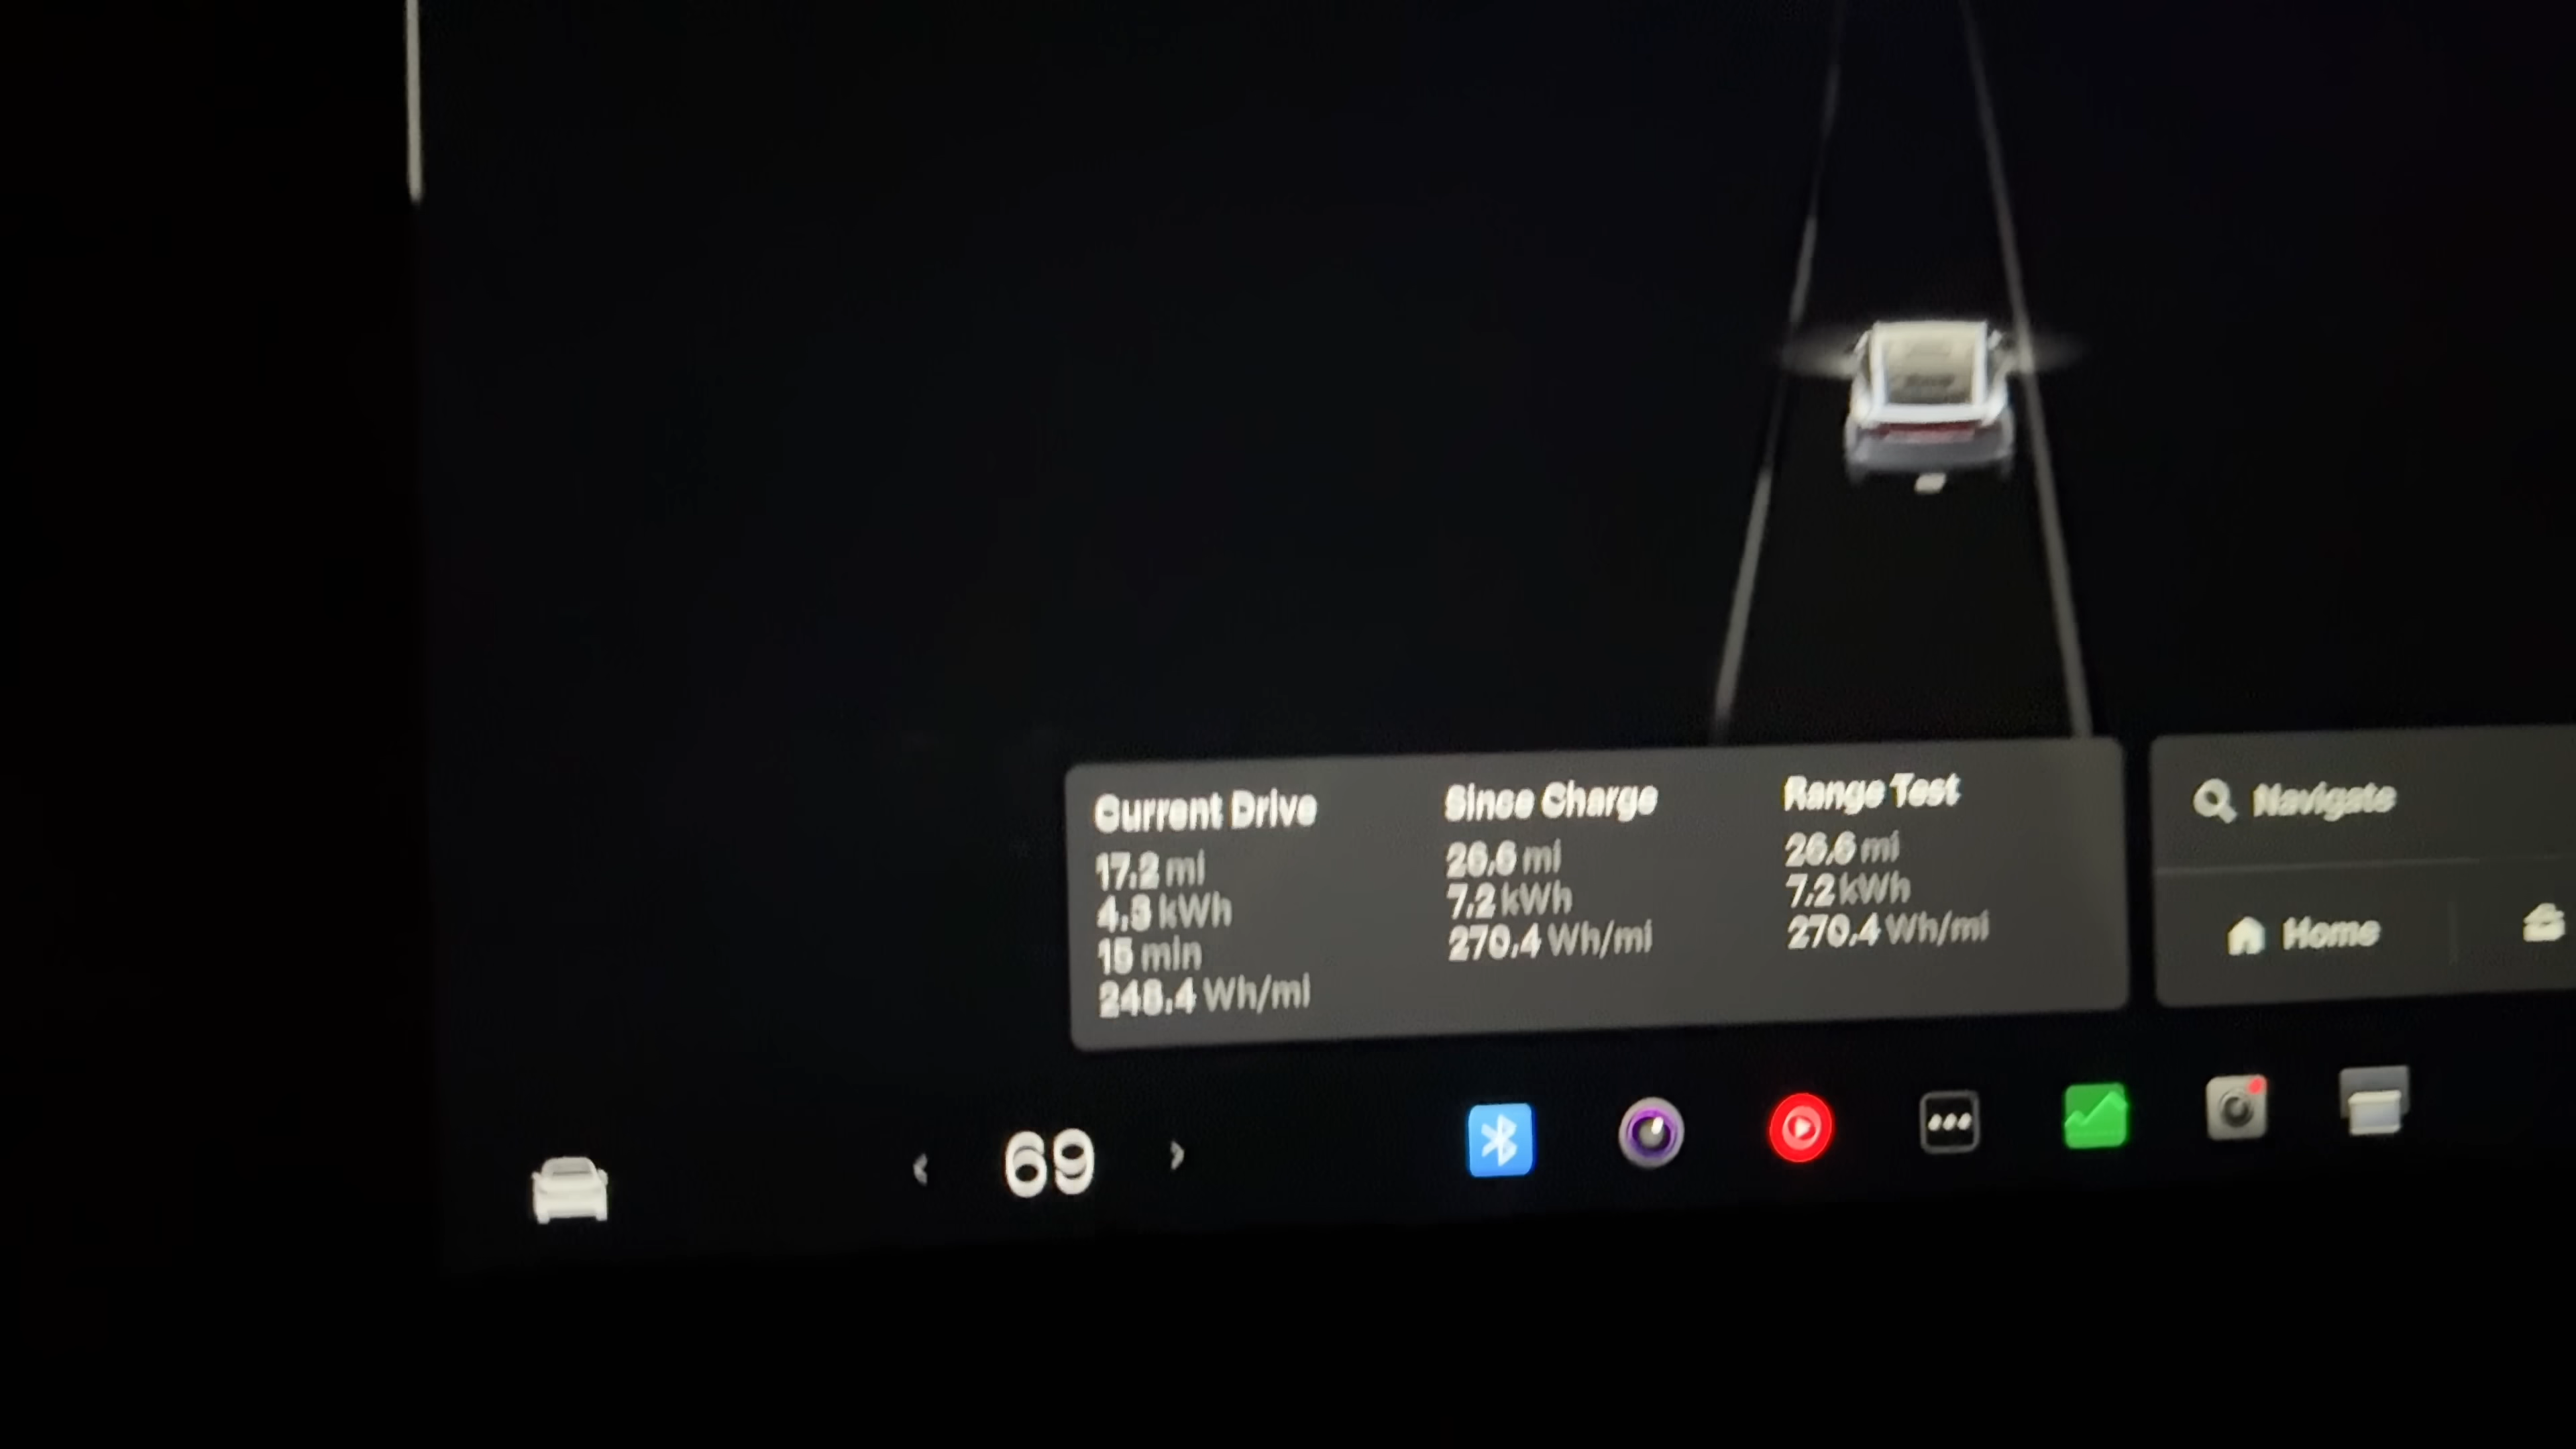 Current Drive
17.2 mi
4.3 kWh
15 min
248.4 Wh/mi
Since Charge
26.6 mi
7.2 kWh
270.4 Wh/mi
Range Test
26.6 mi
7.2 kWh
270.4 Wh/mi
Navigate
Home
69